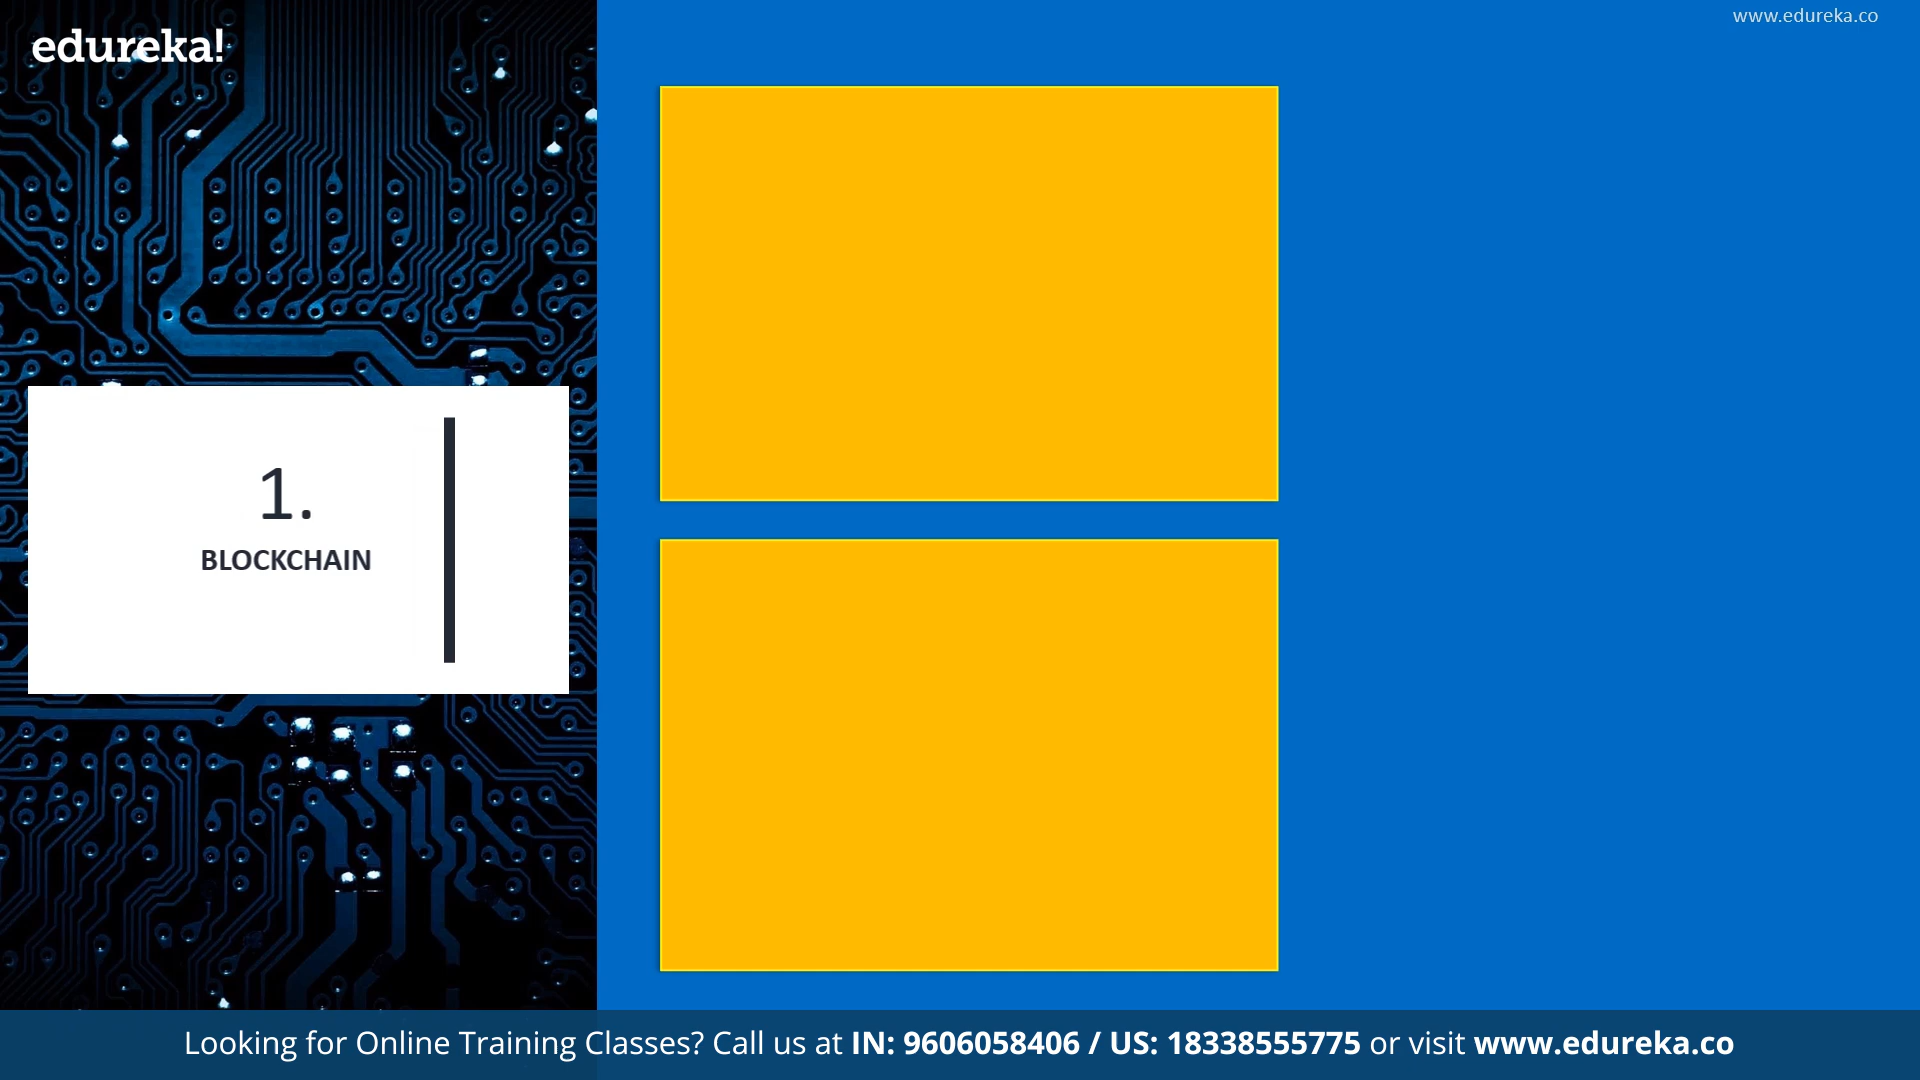 edureka!
www.edureka.co
1.
BLOCKCHAIN
Looking for Online Training Classes? Call us at IN: 9606058406 / US: 18338555775 or visit www.edureka.co